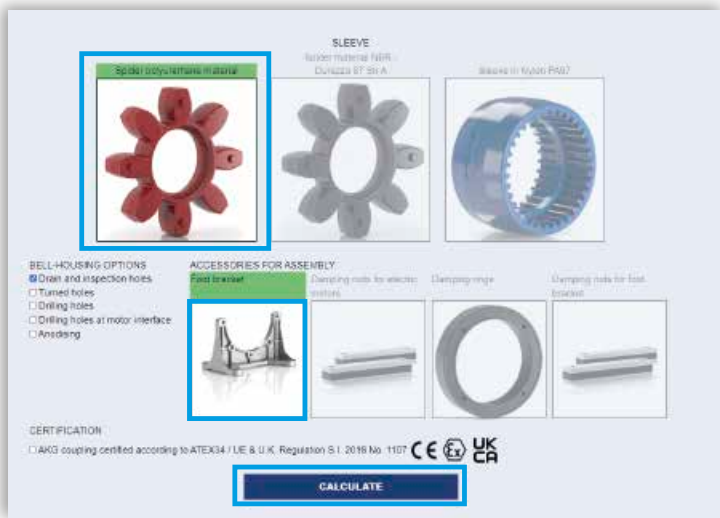 SLEEVE
Spider polyurethane material
Spider material NBR -
Durezza 87 Sh A
Sleeve in Nylon PA67
BELL-HOUSING OPTIONS
Drain and inspection holes
Turned holes
Drilling holes
Drilling holes at motor interface
Anodising
ACCESSORIES FOR ASSEMBLY
Foot bracket
Damping rods for electric
motors
Damping rings
Damping rods for foot
bracket
CERTIFICATION
AKG coupling certified according to ATEX34 / UE & U.K. Regulation S.I. 2016 No. 1107 CE Ex UK
CA
CALCULATE